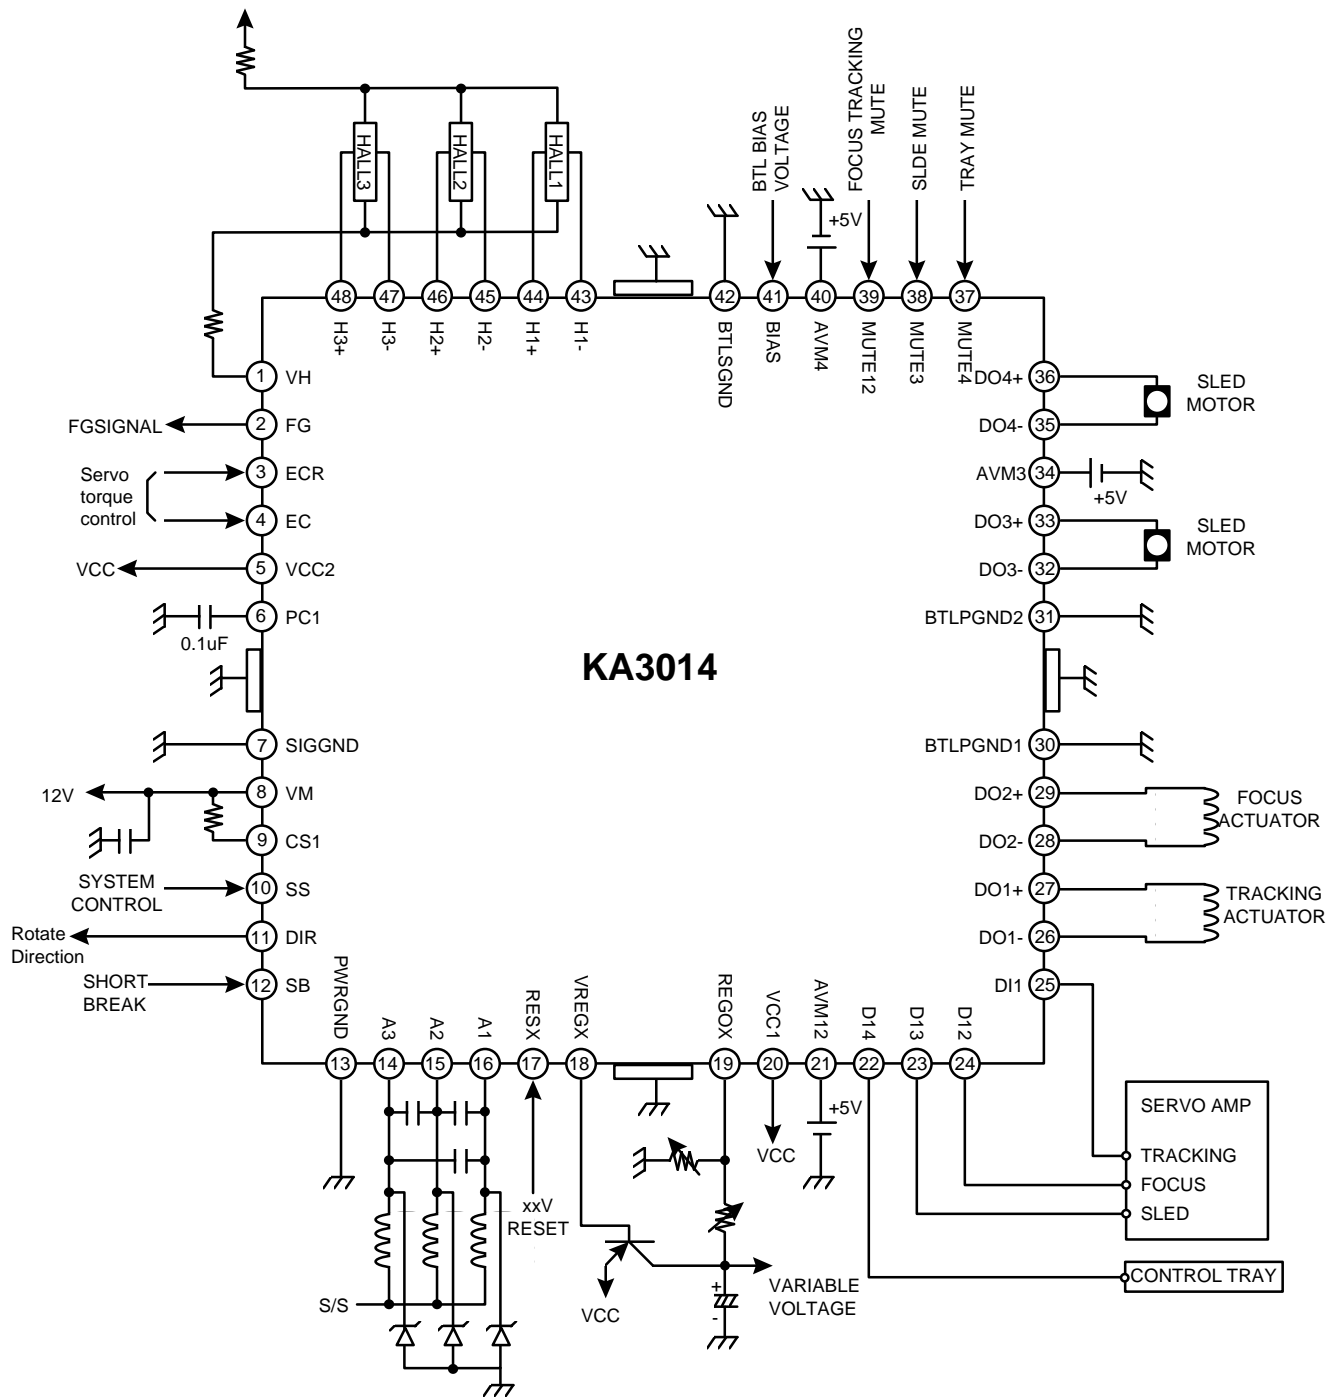 HALL3
HALL2
HALL1
BTL BIAS
VOLTAGE
+5V
FOCUS TRACKING
MUTE
SLDE MUTE
TRAY MUTE
48
47
46
45
44
43
42
41
40
39
38
37
H3+
H3-
H2+
H2-
H1+
H1-
BTLSGND
BIAS
AVM4
MUTE12
MUTE3
MUTE4
1
VH
FGSIGNAL
2
FG
Servo
torque
control
3
ECR
4
EC
VCC
5
VCC2
6
PC1
0.1uF
7
SIGGND
12V
8
VM
9
CS1
SYSTEM
CONTROL
10
SS
Rotate
Direction
11
DIR
SHORT
BREAK
12
SB
KA3014
DO4+
36
DO4-
35
SLED
MOTOR
AVM3
34
+5V
DO3+
33
DO3-
32
SLED
MOTOR
BTLPGND2
31
BTLPGND1
30
DO2+
29
DO2-
28
FOCUS
ACTUATOR
DO1+
27
DO1-
26
TRACKING
ACTUATOR
DI1
25
PWRGND
A3
A2
A1
RESX
VREGX
REGOX
VCC1
AVM12
D14
D13
D12
13
14
15
16
17
18
19
20
21
22
23
24
+5V
VCC
xxV
RESET
S/S
VCC
+
-
VARIABLE
VOLTAGE
SERVO AMP
TRACKING
FOCUS
SLED
CONTROL TRAY